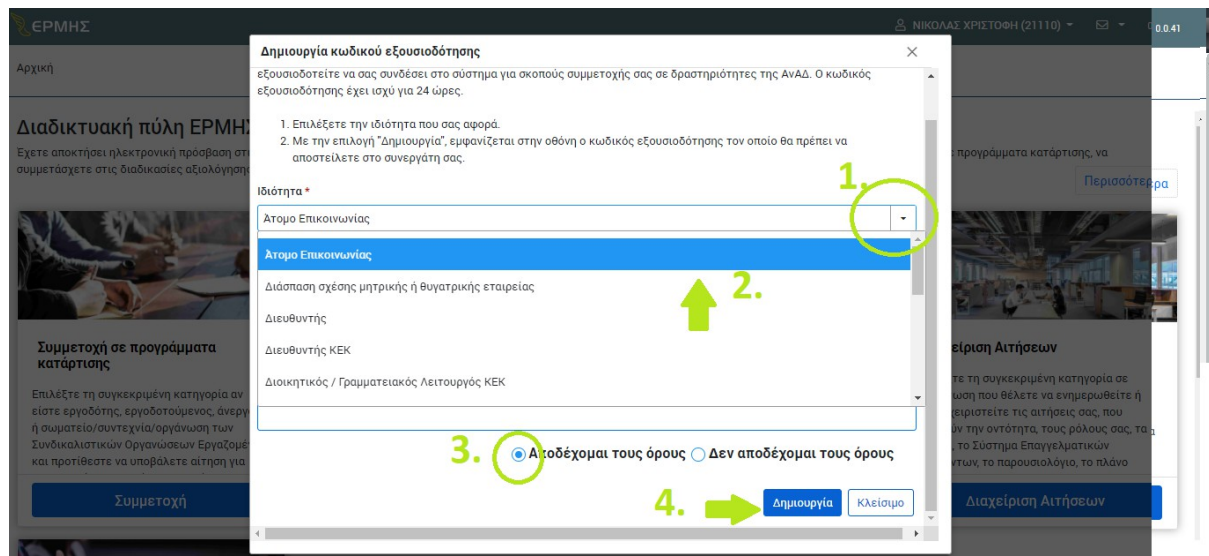 ΕΡΜΗΣ
ΝΙΚΟΛΑΣ ΧΡΙΣΤΟΦΗ (21110)
0.0.41
Αρχική
Διαδικτυακή πύλη ΕΡΜΗ
Έχετε αποκτήσει ηλεκτρονική πρόσβαση στ
συμμετάσχετε στις διαδικασίες αξιολόγηση
προγράμματα κατάρτισης, να
Περισσότερα
Δημιουργία κωδικού εξουσιοδότησης
εξουσιοδοτείτε να σας συνδέσει στο σύστημα για σκοπούς συμμετοχής σας σε δραστηριότητες της ΑνΑΔ. Ο κωδικός
εξουσιοδότησης έχει ισχύ για 24 ώρες.
1. Επιλέξετε την ιδιότητα που σας αφορά.
2. Με την επιλογή "Δημιουργία", εμφανίζεται στην οθόνη ο κωδικός εξουσιοδότησης τον οποίο θα πρέπει να
αποστείλετε στο συνεργάτη σας.
1.
Ιδιότητα *
Άτομο Επικοινωνίας
Άτομο Επικοινωνίας
2.
Διάσπαση σχέσης μητρικής ή θυγατρικής εταιρείας
Διευθυντής
Διευθυντής ΚΕΚ
Διοικητικός / Γραμματειακός Λειτουργός ΚΕΚ
3.
Αποδέχομαι τους όρους Δεν αποδέχομαι τους όρους
4.
Δημιουργία Κλείσιμο
Συμμετοχή σε προγράμματα
κατάρτισης
Επιλέξτε τη συγκεκριμένη κατηγορία αν
είστε εργοδότης, εργοδοτούμενος, άνεργ
ή σωματείο/συντεχνία/οργάνωση των
Συνδικαλιστικών Οργανώσεων Εργαζομέ
και προτίθεστε να υποβάλετε αίτηση για
Συμμετοχή
είριση Αιτήσεων
τε τη συγκεκριμένη κατηγορία σε
ωση που θέλετε να ενημερωθείτε ή
χειριστείτε τις αιτήσεις σας, που
ύν την οντότητα, τους ρόλους σας, τα
, το Σύστημα Επαγγελματικών
ντων, το παρουσιολόγιο, το πλάνο
Διαχείριση Αιτήσεων